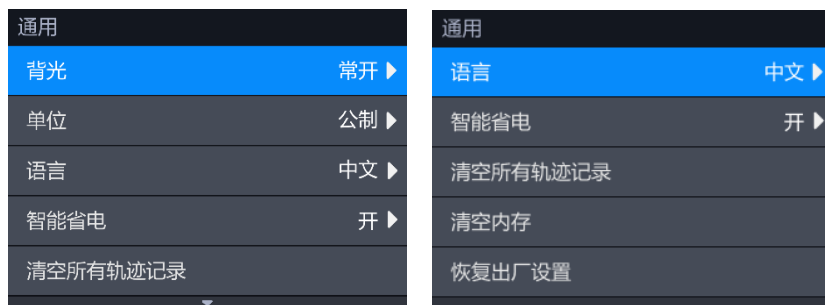 通用
背光 常开
单位 公制
语言 中文
智能省电 开
清空所有轨迹记录
通用
语言 中文
智能省电 开
清空所有轨迹记录
清空内存
恢复出厂设置